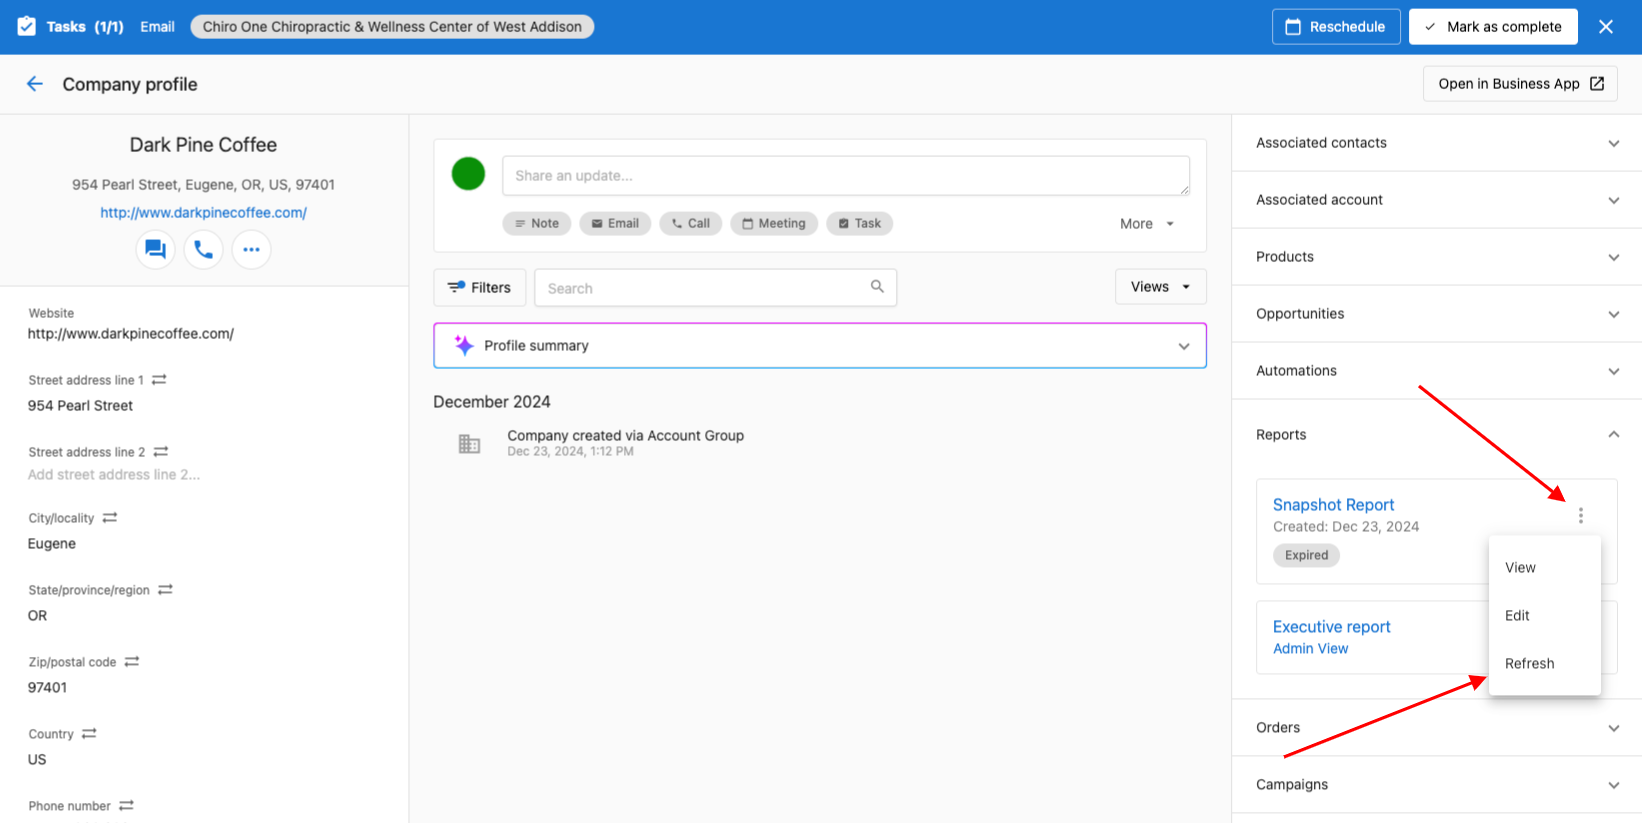 Tasks (1/1) Email Chiro One Chiropractic & Wellness Center of West Addison Reschedule Mark as complete
Company profile Open in Business App
Dark Pine Coffee
954 Pearl Street, Eugene, OR, US, 97401
http://www.darkpinecoffee.com/
Website
http://www.darkpinecoffee.com/
Street address line 1
954 Pearl Street
Street address line 2
Add street address line 2...
City/locality
Eugene
State/province/region
OR
Zip/postal code
97401
Country
US
Phone number
Share an update...
Note Email Call Meeting Task More
Filters Search Views
Profile summary
December 2024
Company created via Account Group
Dec 23, 2024, 1:12 PM
Associated contacts
Associated account
Products
Opportunities
Automations
Reports
Snapshot Report
Created: Dec 23, 2024
Expired
View
Edit
Refresh
Executive report
Admin View
Orders
Campaigns